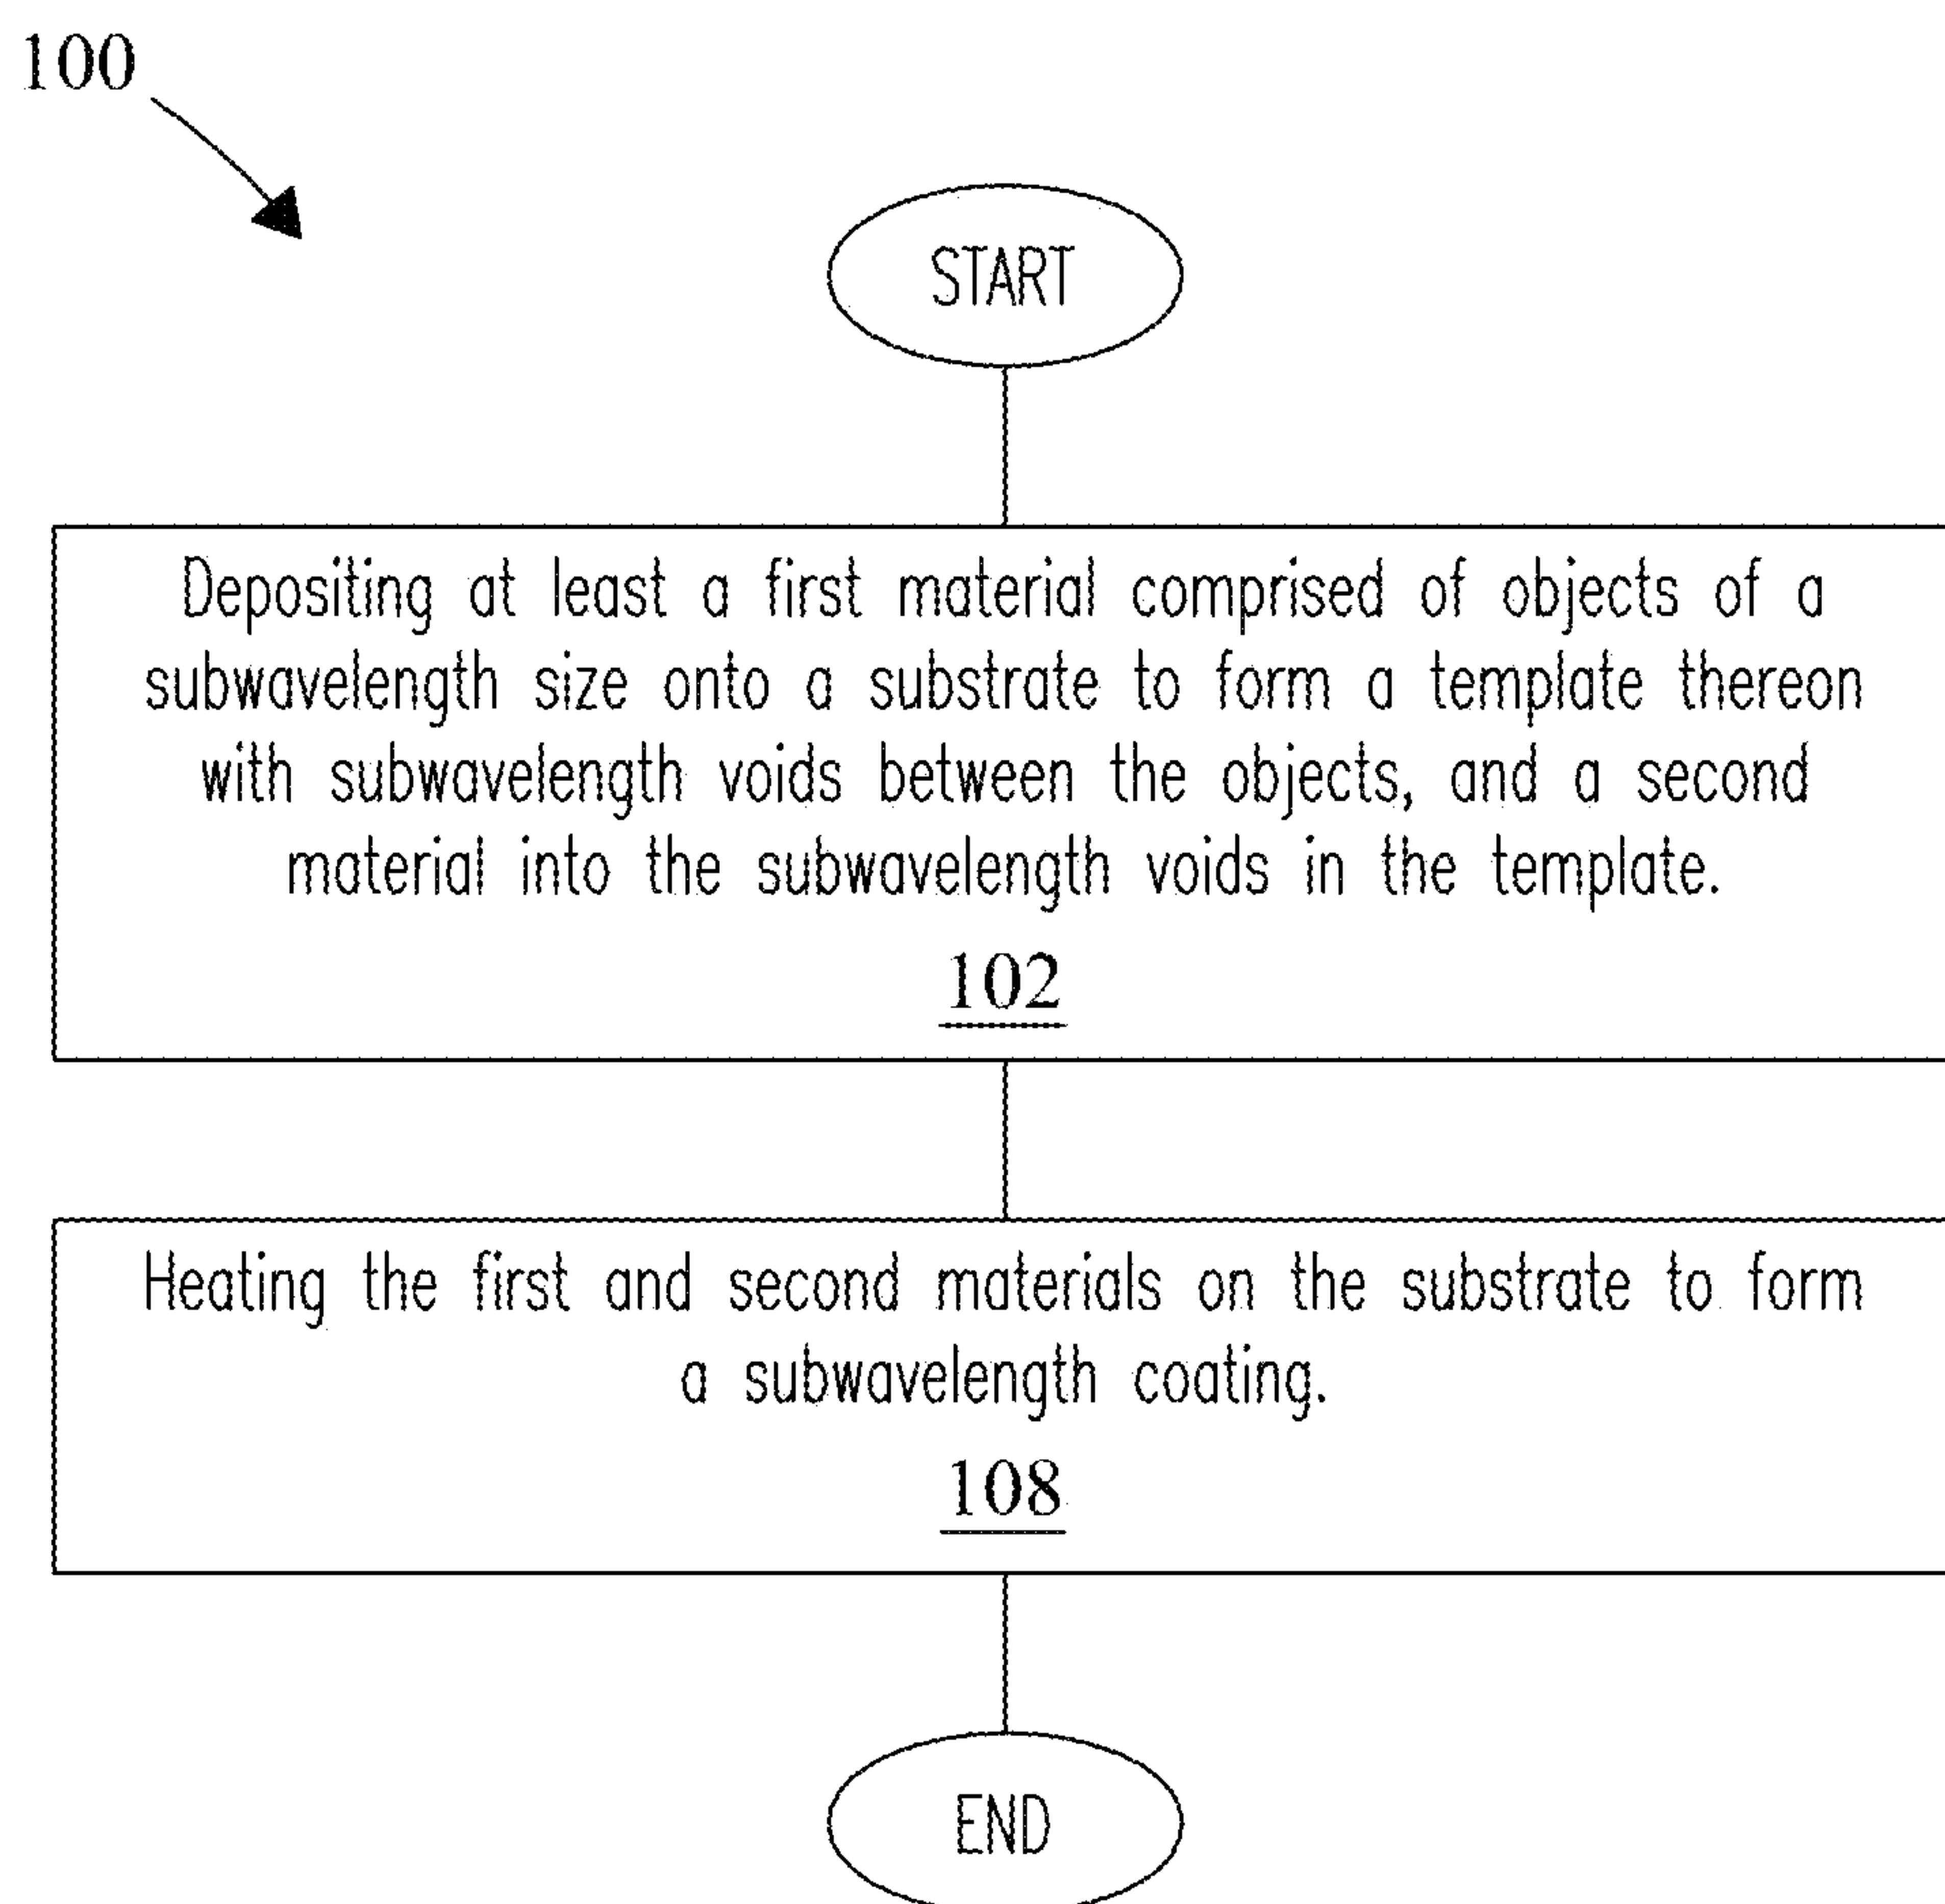 100
START
Depositing at least a first material comprised of objects of a
subwavelength size onto a substrate to form a template thereon
with subwavelength voids between the objects, and a second
material into the subwavelength voids in the template.
102
Heating the first and second materials on the substrate to form
a subwavelength coating.
108
END